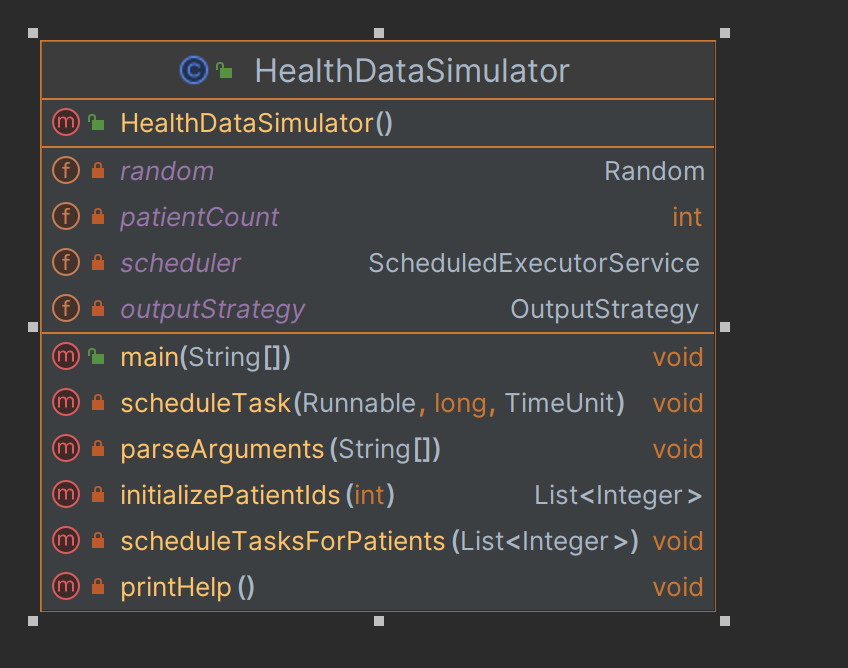 C HealthDataSimulator
m HealthDataSimulator()
f random Random
f patientCount int
f scheduler ScheduledExecutorService
f outputStrategy OutputStrategy
m main(String[]) void
m scheduleTask(Runnable, long, TimeUnit) void
m parseArguments(String[]) void
m initializePatientIds(int) List<Integer>
m scheduleTasksForPatients(List<Integer>) void
m printHelp() void